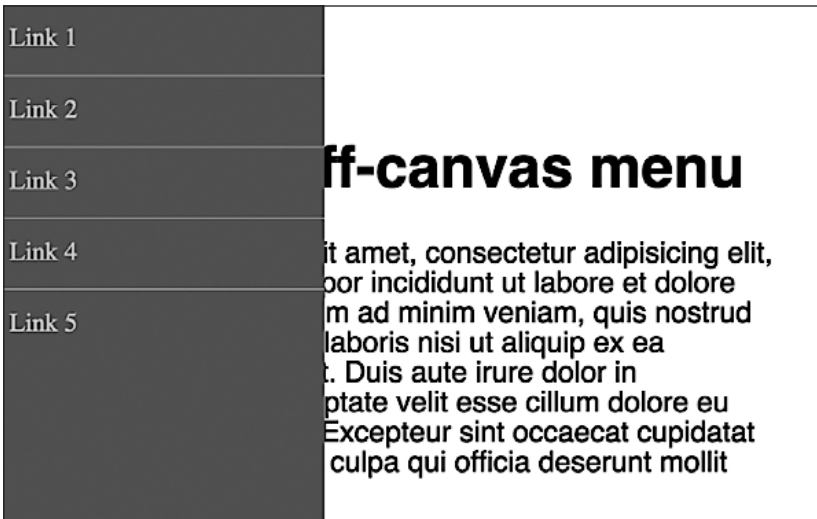 Link 1
Link 2
Link 3
Link 4
Link 5
ff-canvas menu
it amet, consectetur adipisicing elit,
por incididunt ut labore et dolore
m ad minim veniam, quis nostrud
laboris nisi ut aliquip ex ea
t. Duis aute irure dolor in
ptate velit esse cillum dolore eu
Excepteur sint occaecat cupidatat
culpa qui officia deserunt mollit